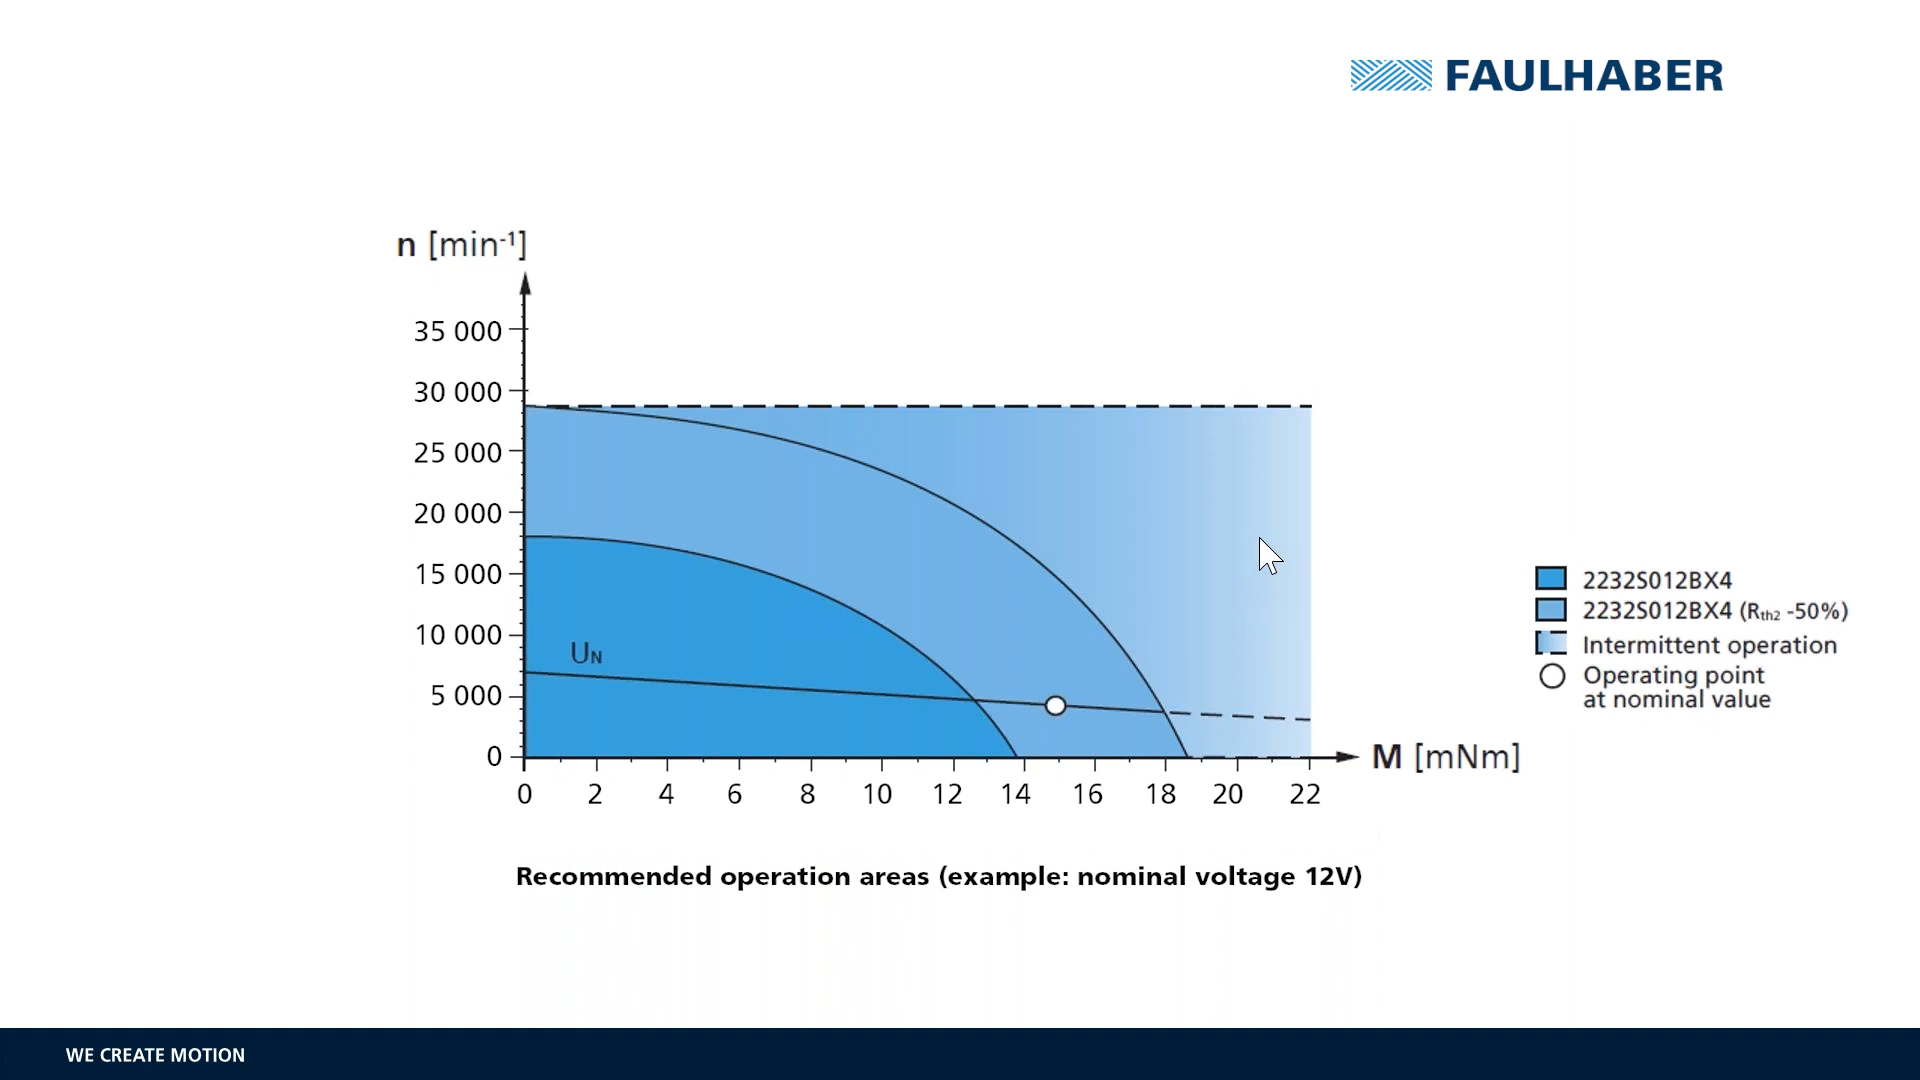 FAULHABER
n [min-¹]
35 000
30 000
25 000
20 000
15 000
10 000
5 000
0
UN
0 2 4 6 8 10 12 14 16 18 20 22
M [mNm]
2232S012BX4
2232S012BX4 (Rth2 -50%)
Intermittent operation
Operating point
at nominal value
Recommended operation areas (example: nominal voltage 12V)
WE CREATE MOTION